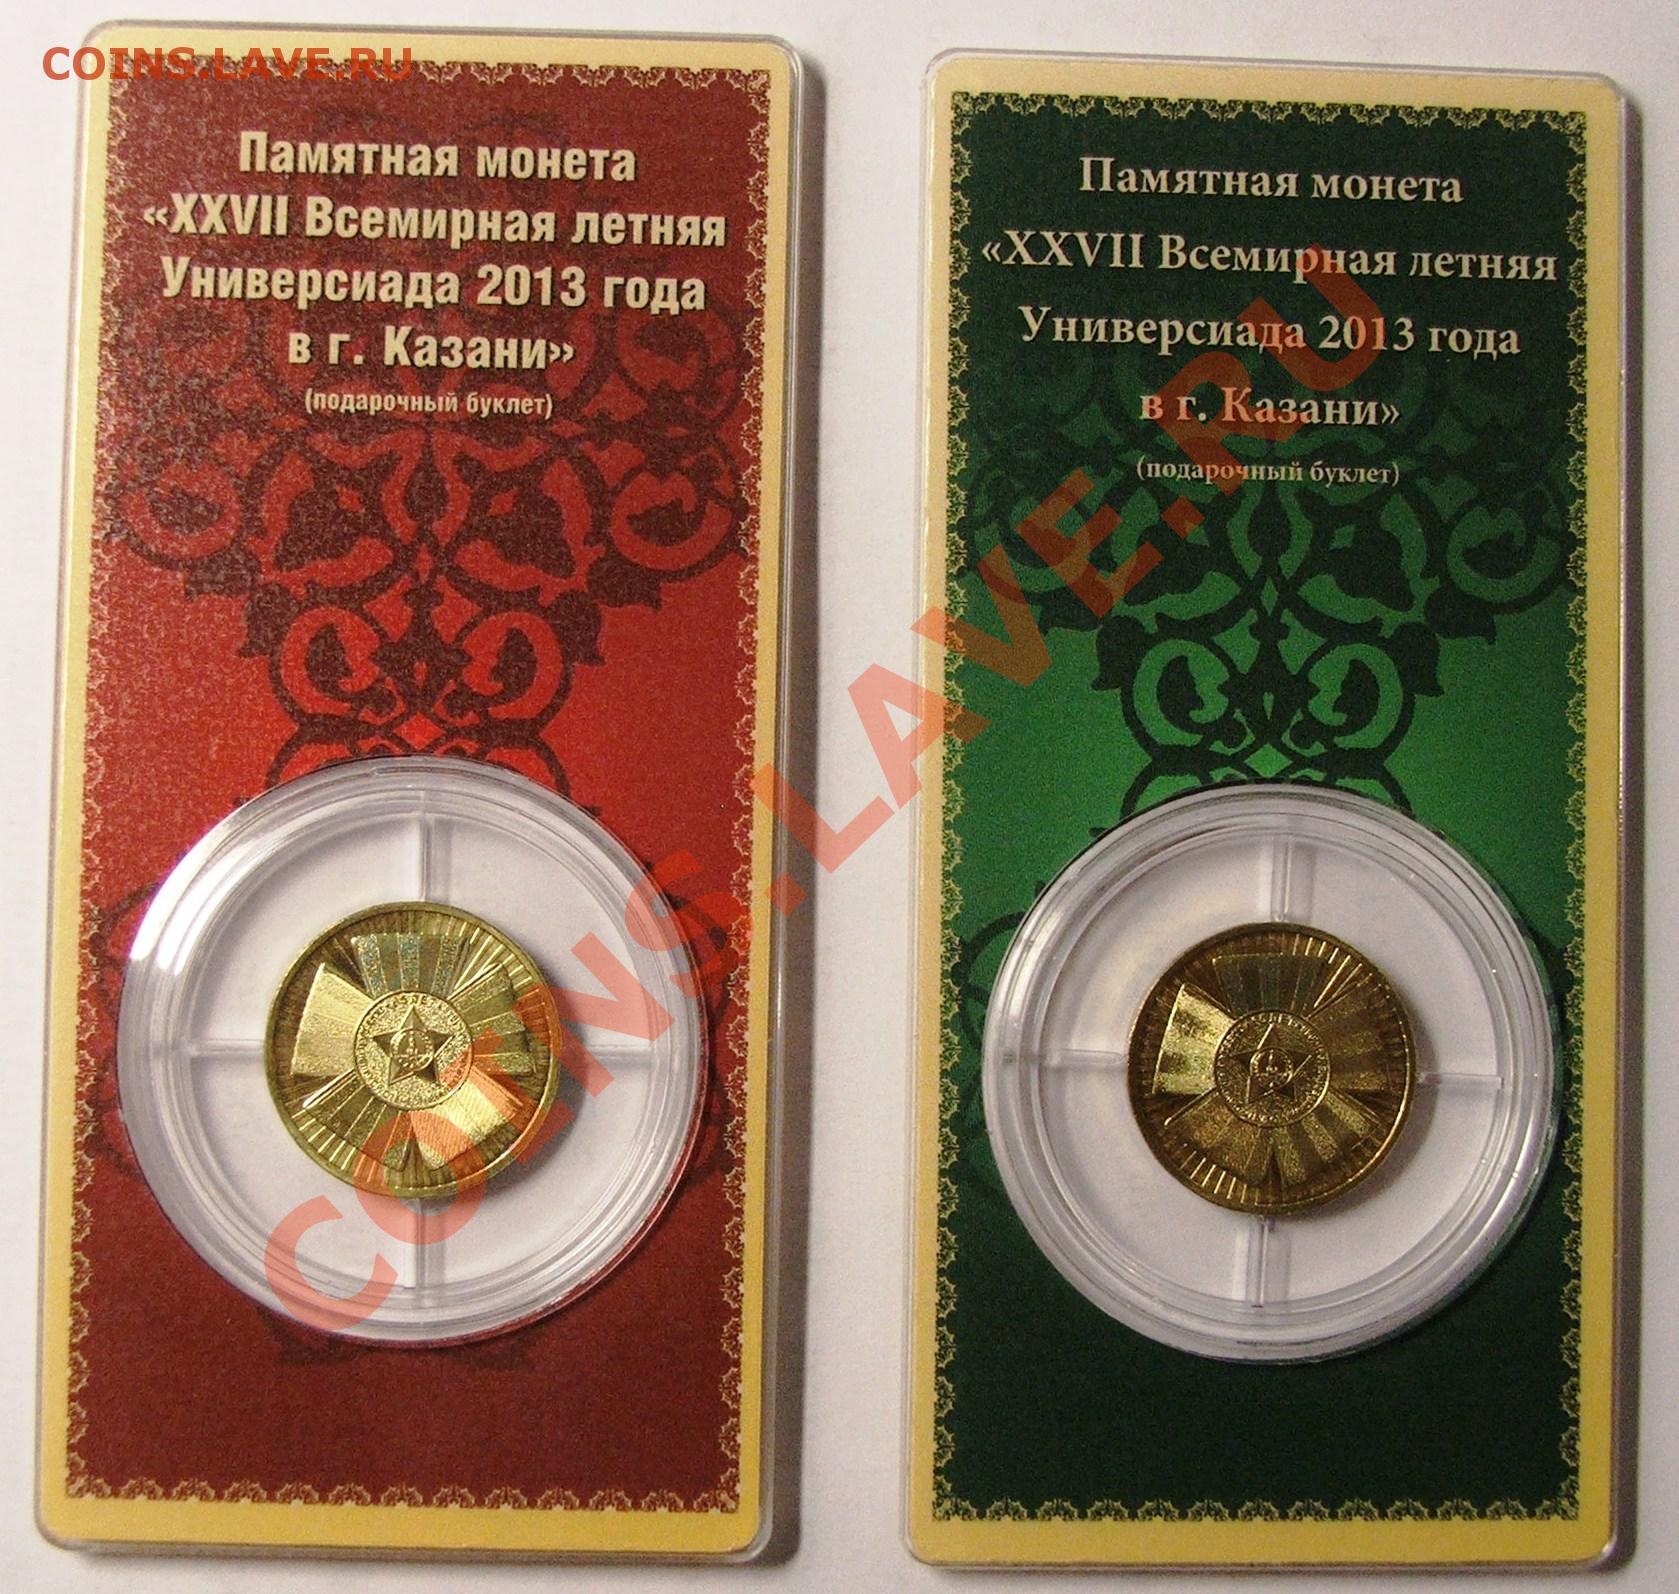 COINS.LAVE.RU
Памятная монета
«XXVII Всемирная летняя
Универсиада 2013 года
в г. Казани»
(подарочный буклет)
Памятная монета
«XXVII Всемирная летняя
Универсиада 2013 года
в г. Казани»
(подарочный буклет)
COINS.LAVE.RU